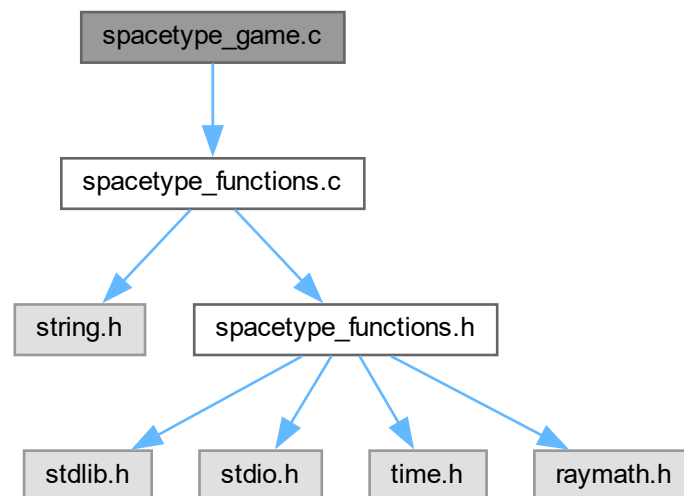 spacetype_game.c
spacetype_functions.c
string.h
spacetype_functions.h
stdlib.h
stdio.h
time.h
raymath.h